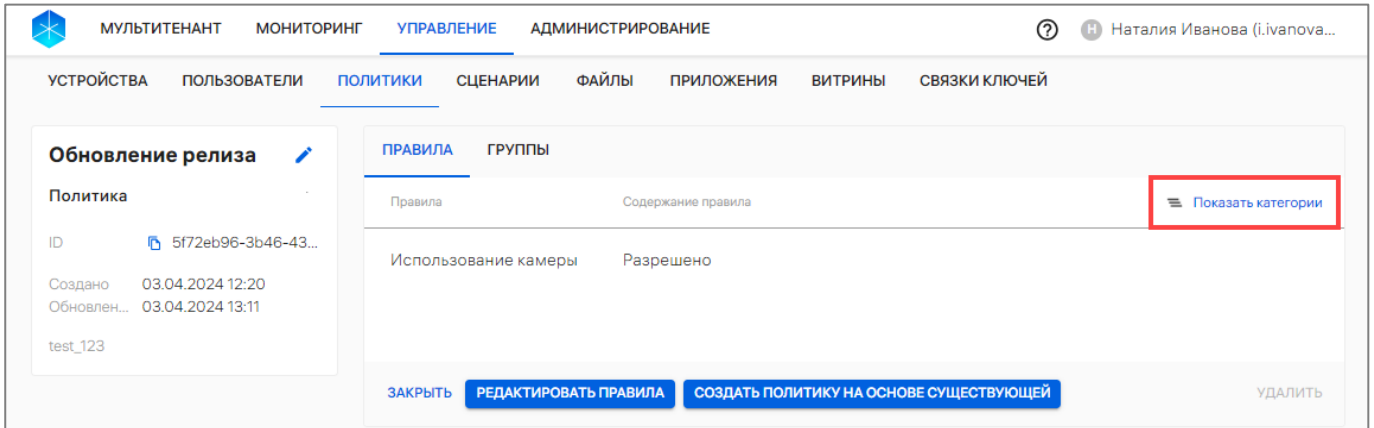 МУЛЬТИТЕНАНТ МОНИТОРИНГ УПРАВЛЕНИЕ АДМИНИСТРИРОВАНИЕ Н Наталия Иванова (i.ivanova...
УСТРОЙСТВА ПОЛЬЗОВАТЕЛИ ПОЛИТИКИ СЦЕНАРИИ ФАЙЛЫ ПРИЛОЖЕНИЯ ВИТРИНЫ СВЯЗКИ КЛЮЧЕЙ
Обновление релиза
Политика
ID 5f72eb96-3b46-43...
Создано 03.04.2024 12:20
Обновлен... 03.04.2024 13:11
test_123
ПРАВИЛА ГРУППЫ
Правила Содержание правила Показать категории
Использование камеры Разрешено
ЗАКРЫТЬ РЕДАКТИРОВАТЬ ПРАВИЛА СОЗДАТЬ ПОЛИТИКУ НА ОСНОВЕ СУЩЕСТВУЮЩЕЙ УДАЛИТЬ